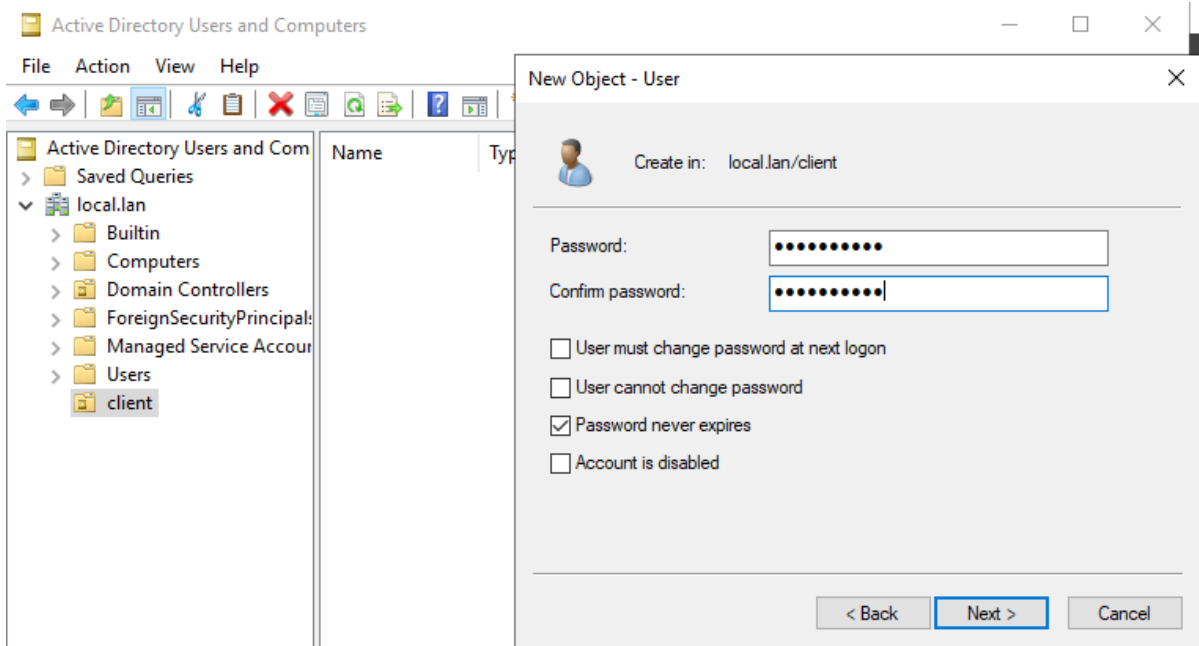 Active Directory Users and Computers
File Action View Help
New Object - User
Active Directory Users and Com
Name
Typ
Saved Queries
local.lan
Builtin
Computers
Domain Controllers
ForeignSecurityPrincipals
Managed Service Accour
Users
client
Create in: local.lan/client
Password: ●●●●●●●●●●
Confirm password: ●●●●●●●●●●
User must change password at next logon
User cannot change password
Password never expires
Account is disabled
< Back
Next >
Cancel